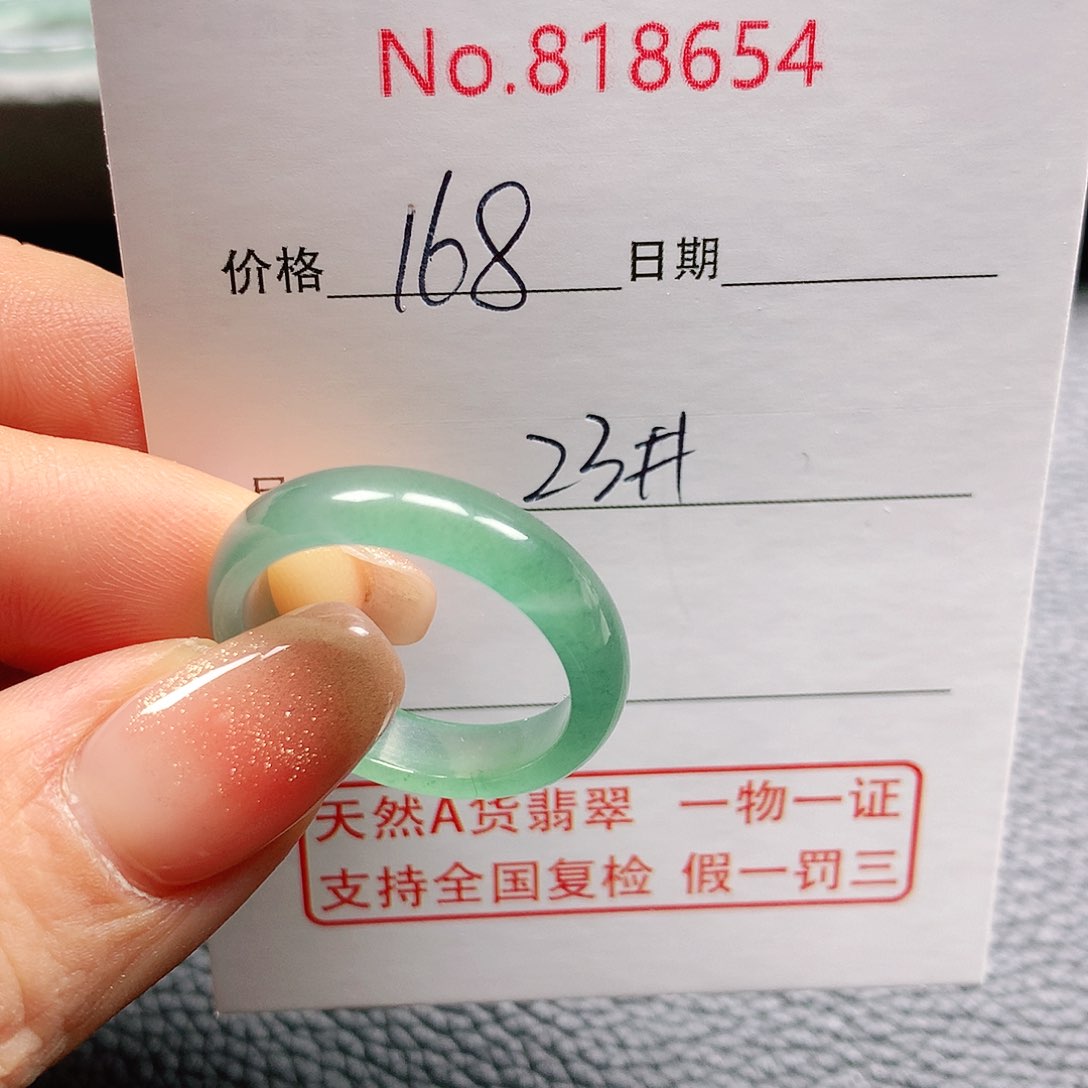 No.818654
价格 168 日期
23#
天然A货翡翠 一物一证
支持全国复检 假一罚三